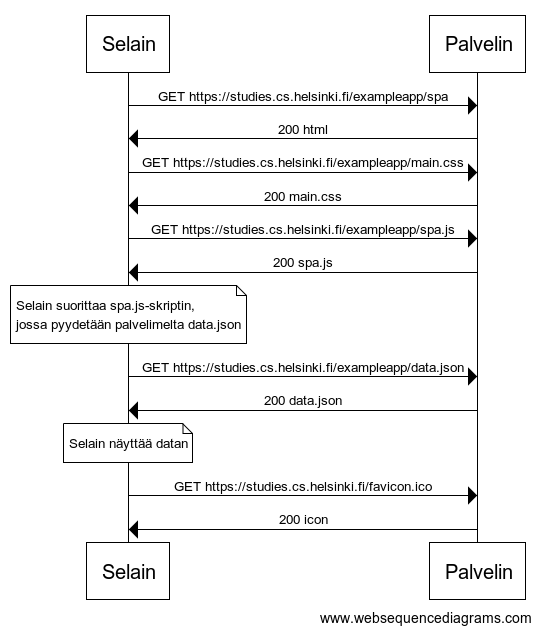 Selain Palvelin
GET https://studies.cs.helsinki.fi/exampleapp/spa
200 html
GET https://studies.cs.helsinki.fi/exampleapp/main.css
200 main.css
GET https://studies.cs.helsinki.fi/exampleapp/spa.js
200 spa.js
Selain suorittaa spa.js-skriptin,
jossa pyydetään palvelimelta data.json
GET https://studies.cs.helsinki.fi/exampleapp/data.json
200 data.json
Selain näyttää datan
GET https://studies.cs.helsinki.fi/favicon.ico
200 icon
Selain Palvelin
www.websequencediagrams.com